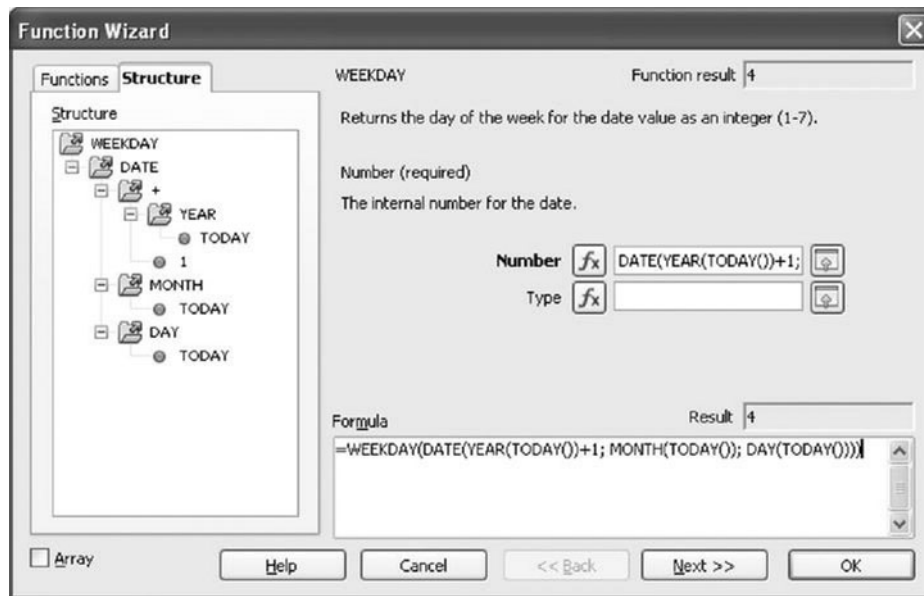 Function Wizard
Functions
Structure
Structure
WEEKDAY
DATE
+
YEAR
TODAY
1
MONTH
TODAY
DAY
TODAY
WEEKDAY
Function result 4
Returns the day of the week for the date value as an integer (1-7).
Number (required)
The internal number for the date.
Number fx DATE(YEAR(TODAY())+1;
Type fx
Formula
Result 4
=WEEKDAY(DATE(YEAR(TODAY())+1; MONTH(TODAY()); DAY(TODAY())))
Array
Help
Cancel
<< Back
Next >>
OK